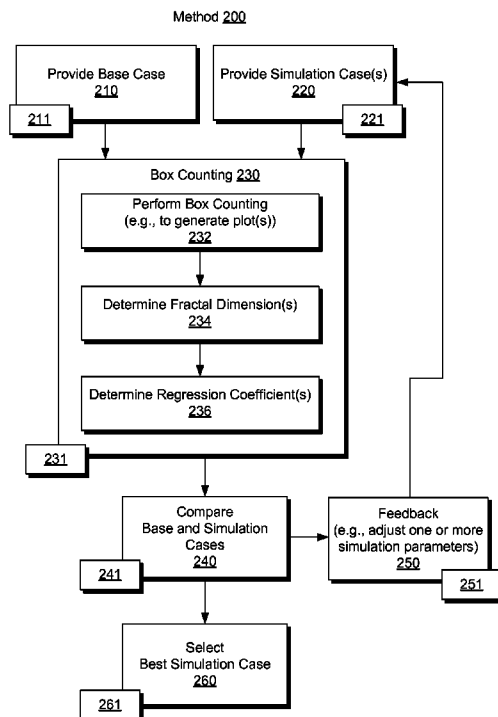 Method 200
Provide Base Case
210
211
Provide Simulation Case(s)
220
221
Box Counting 230
Perform Box Counting
(e.g., to generate plot(s))
232
Determine Fractal Dimension(s)
234
Determine Regression Coefficient(s)
236
231
Compare
Base and Simulation
Cases
240
241
Feedback
(e.g., adjust one or more
simulation parameters)
250
251
Select
Best Simulation Case
260
261